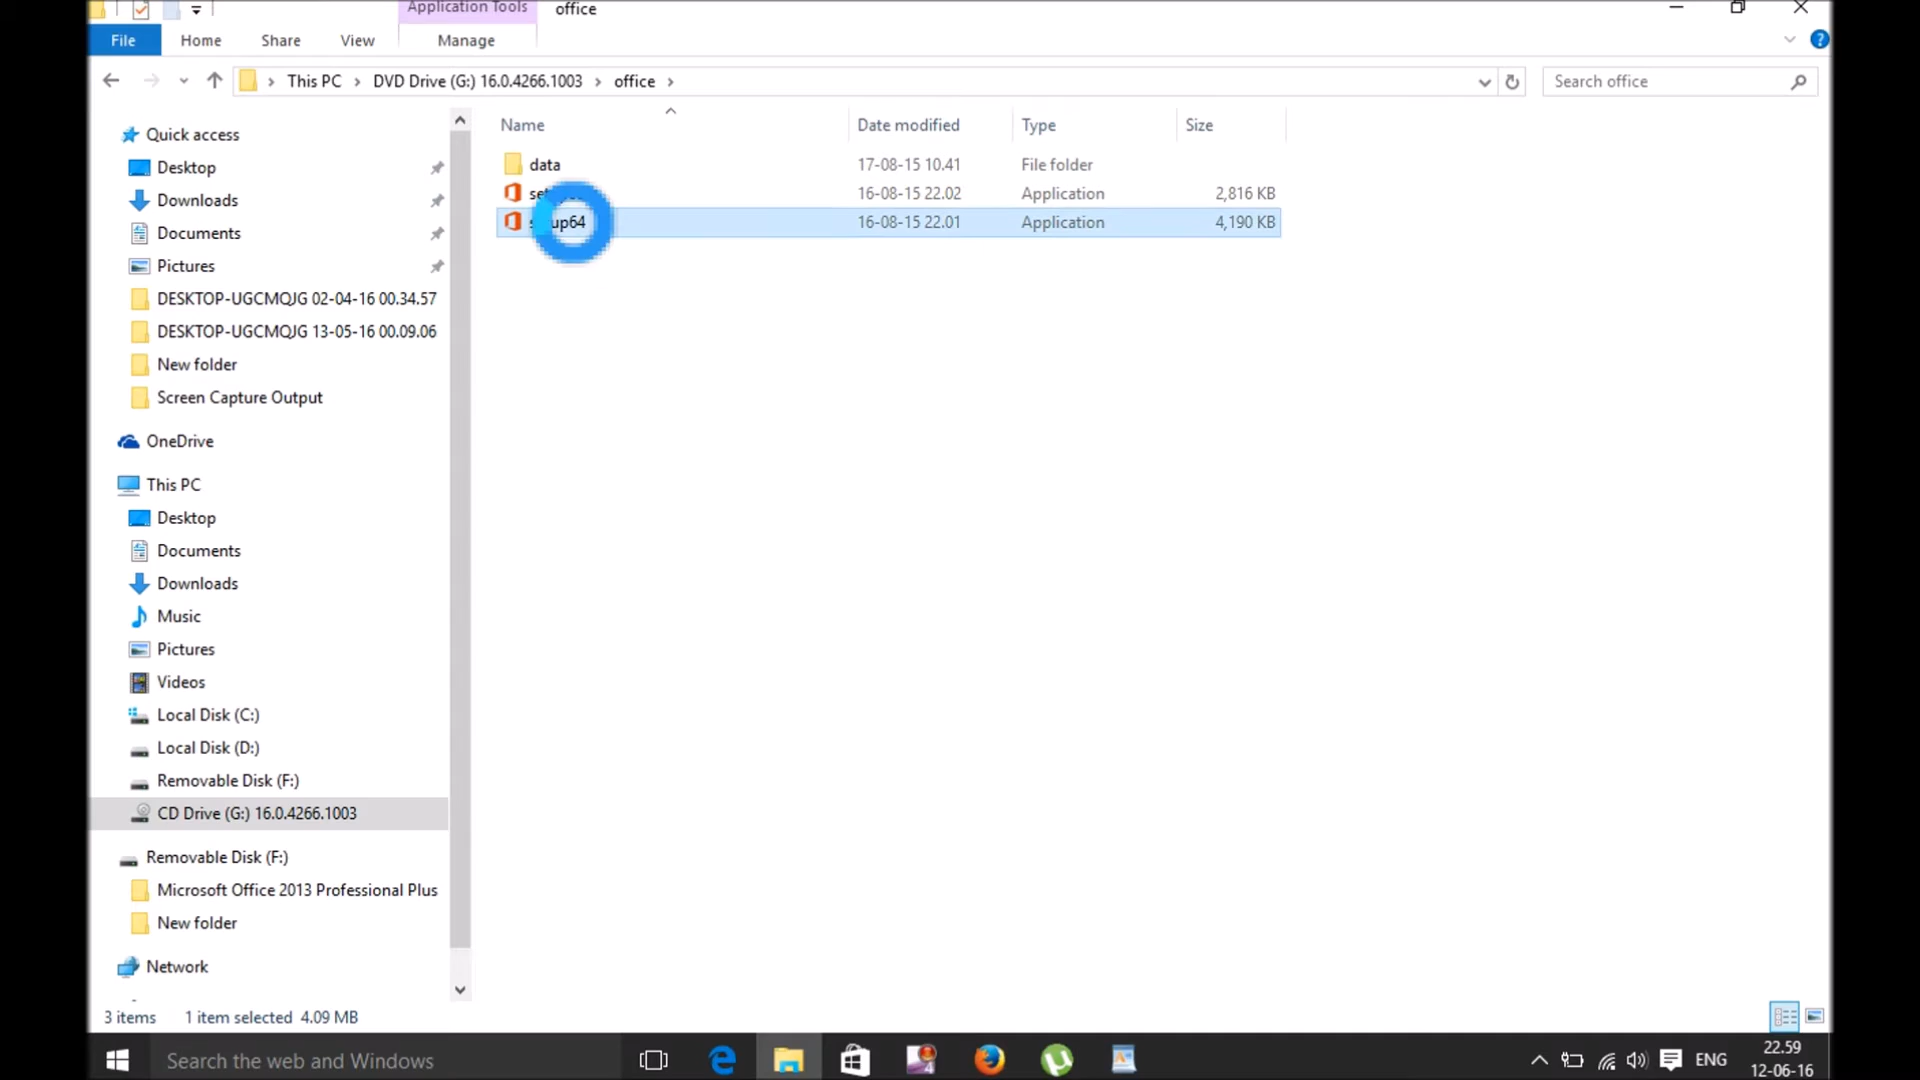 Application Tools
office
File
Home
Share
View
Manage
This PC
DVD Drive (G:) 16.0.4266.1003
office
Search office
Name
Date modified
Type
Size
data
17-08-15 10.41
File folder
16-08-15 22.02
Application
2,816 KB
up64
16-08-15 22.01
Application
4,190 KB
Quick access
Desktop
Downloads
Documents
Pictures
DESKTOP-UGCMQJG 02-04-16 00.34.57
DESKTOP-UGCMQJG 13-05-16 00.09.06
New folder
Screen Capture Output
OneDrive
This PC
Desktop
Documents
Downloads
Music
Pictures
Videos
Local Disk (C:)
Local Disk (D:)
Removable Disk (F:)
CD Drive (G:) 16.0.4266.1003
Removable Disk (F:)
Microsoft Office 2013 Professional Plus
New folder
Network
3 items
1 item selected 4.09 MB
Search the web and Windows
ENG
22.59
12-06-16